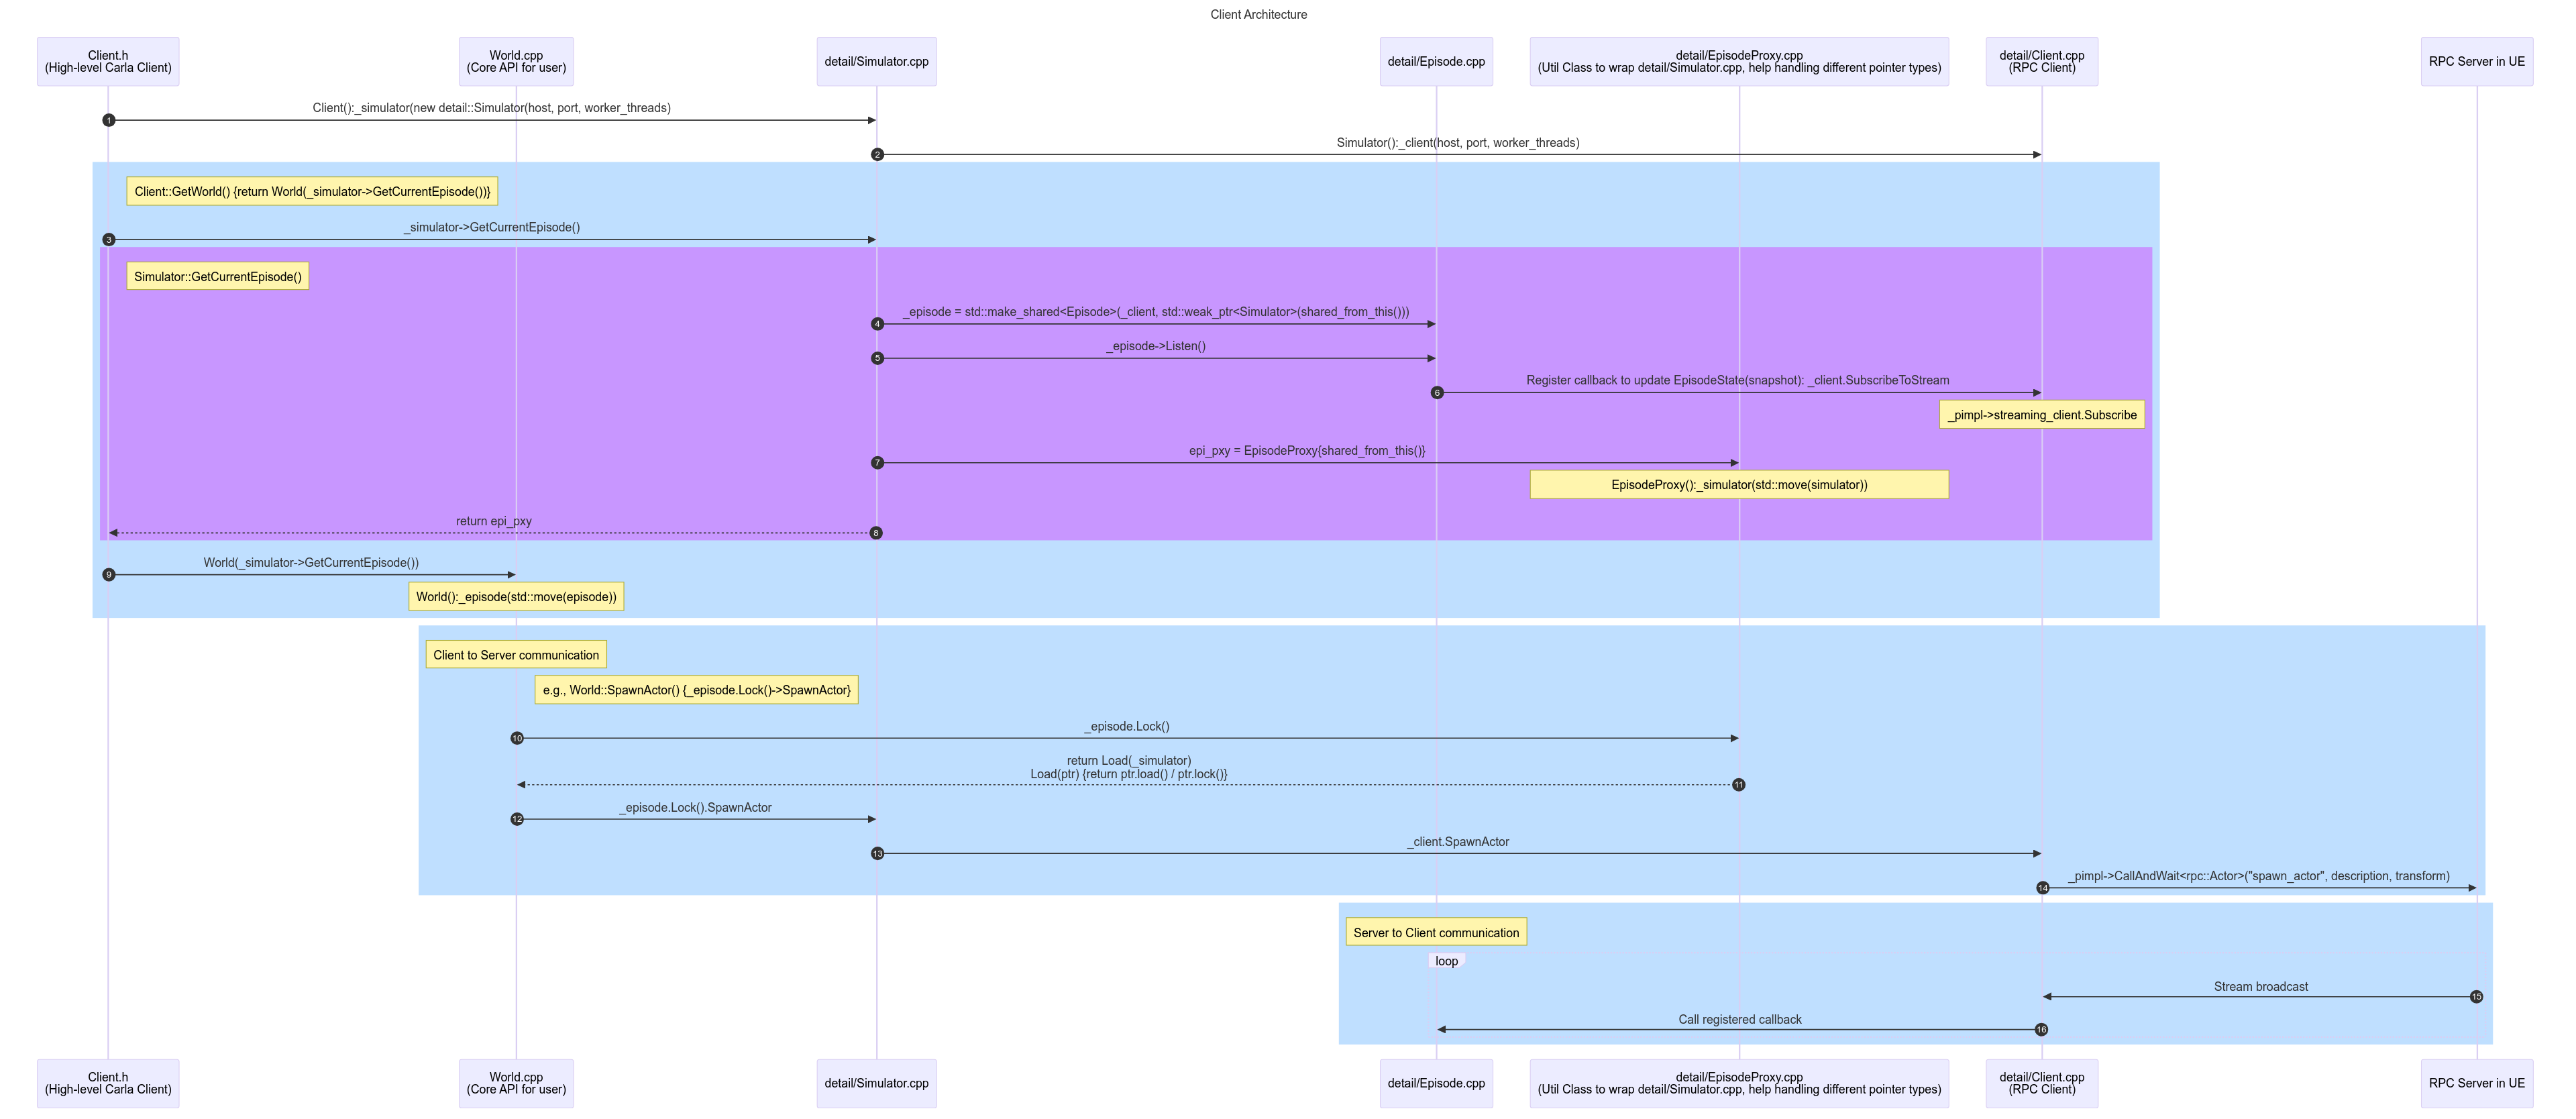 Client Architecture
Client.h
(High-level Carla Client)
World.cpp
(Core API for user)
detail/Simulator.cpp
detail/Episode.cpp
detail/EpisodeProxy.cpp
(Util Class to wrap detail/Simulator.cpp, help handling different pointer types)
detail/Client.cpp
(RPC Client)
RPC Server in UE
Client():_simulator(new detail::Simulator(host, port, worker_threads)
1
Simulator():_client(host, port, worker_threads)
2
Client::GetWorld() {return World(_simulator->GetCurrentEpisode())}
_simulator->GetCurrentEpisode()
3
Simulator::GetCurrentEpisode()
_episode = std::make_shared<Episode>(_client, std::weak_ptr<Simulator>(shared_from_this()))
4
_episode->Listen()
5
Register callback to update EpisodeState(snapshot): _client.SubscribeToStream
6
_pimpl->streaming_client.Subscribe
epi_pxy = EpisodeProxy{shared_from_this()}
7
EpisodeProxy():_simulator(std::move(simulator))
return epi_pxy
8
World(_simulator->GetCurrentEpisode())
9
World():_episode(std::move(episode))
Client to Server communication
e.g., World::SpawnActor() {_episode.Lock()->SpawnActor}
_episode.Lock()
10
return Load(_simulator)
Load(ptr) {return ptr.load() / ptr.lock()}
11
_episode.Lock().SpawnActor
12
_client.SpawnActor
13
_pimpl->CallAndWait<rpc::Actor>("spawn_actor", description, transform)
14
Server to Client communication
loop
Stream broadcast
15
Call registered callback
16
Client.h
(High-level Carla Client)
World.cpp
(Core API for user)
detail/Simulator.cpp
detail/Episode.cpp
detail/EpisodeProxy.cpp
(Util Class to wrap detail/Simulator.cpp, help handling different pointer types)
detail/Client.cpp
(RPC Client)
RPC Server in UE